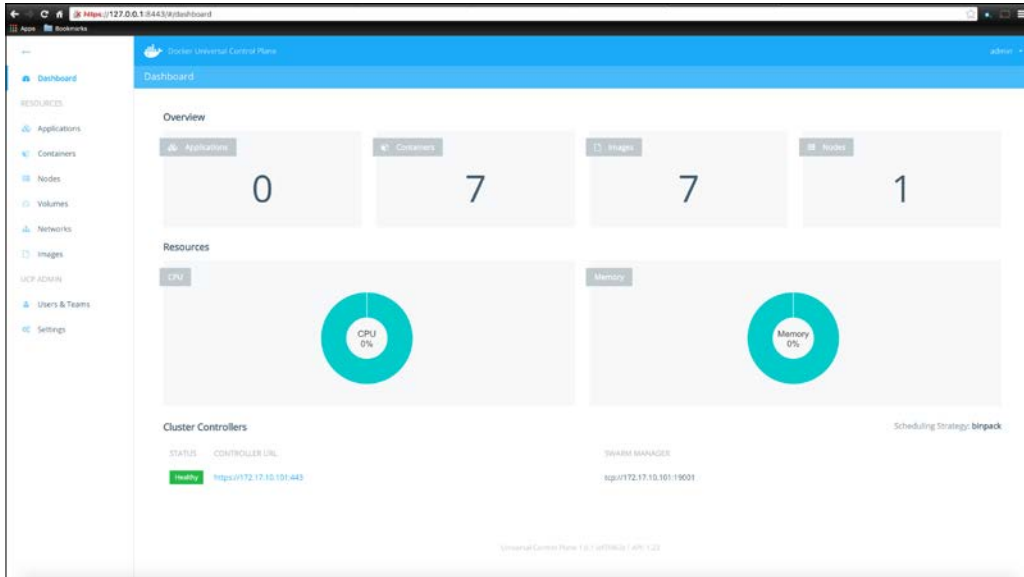 https://127.0.0.1:8443/#/dashboard
Apps Bookmarks
Docker Universal Control Plane admin
Dashboard
Dashboard
RESOURCES
Applications
Containers
Nodes
Volumes
Networks
Images
UCP ADMIN
Users & Teams
Settings
Overview
Applications
0
Containers
7
Images
7
Nodes
1
Resources
CPU
CPU
0%
Memory
Memory
0%
Cluster Controllers
Scheduling Strategy: binpack
STATUS CONTROLLER URL SWARM MANAGER
Healthy https://172.17.10.101:443 tcp://172.17.10.101:19001
Universal Control Plane